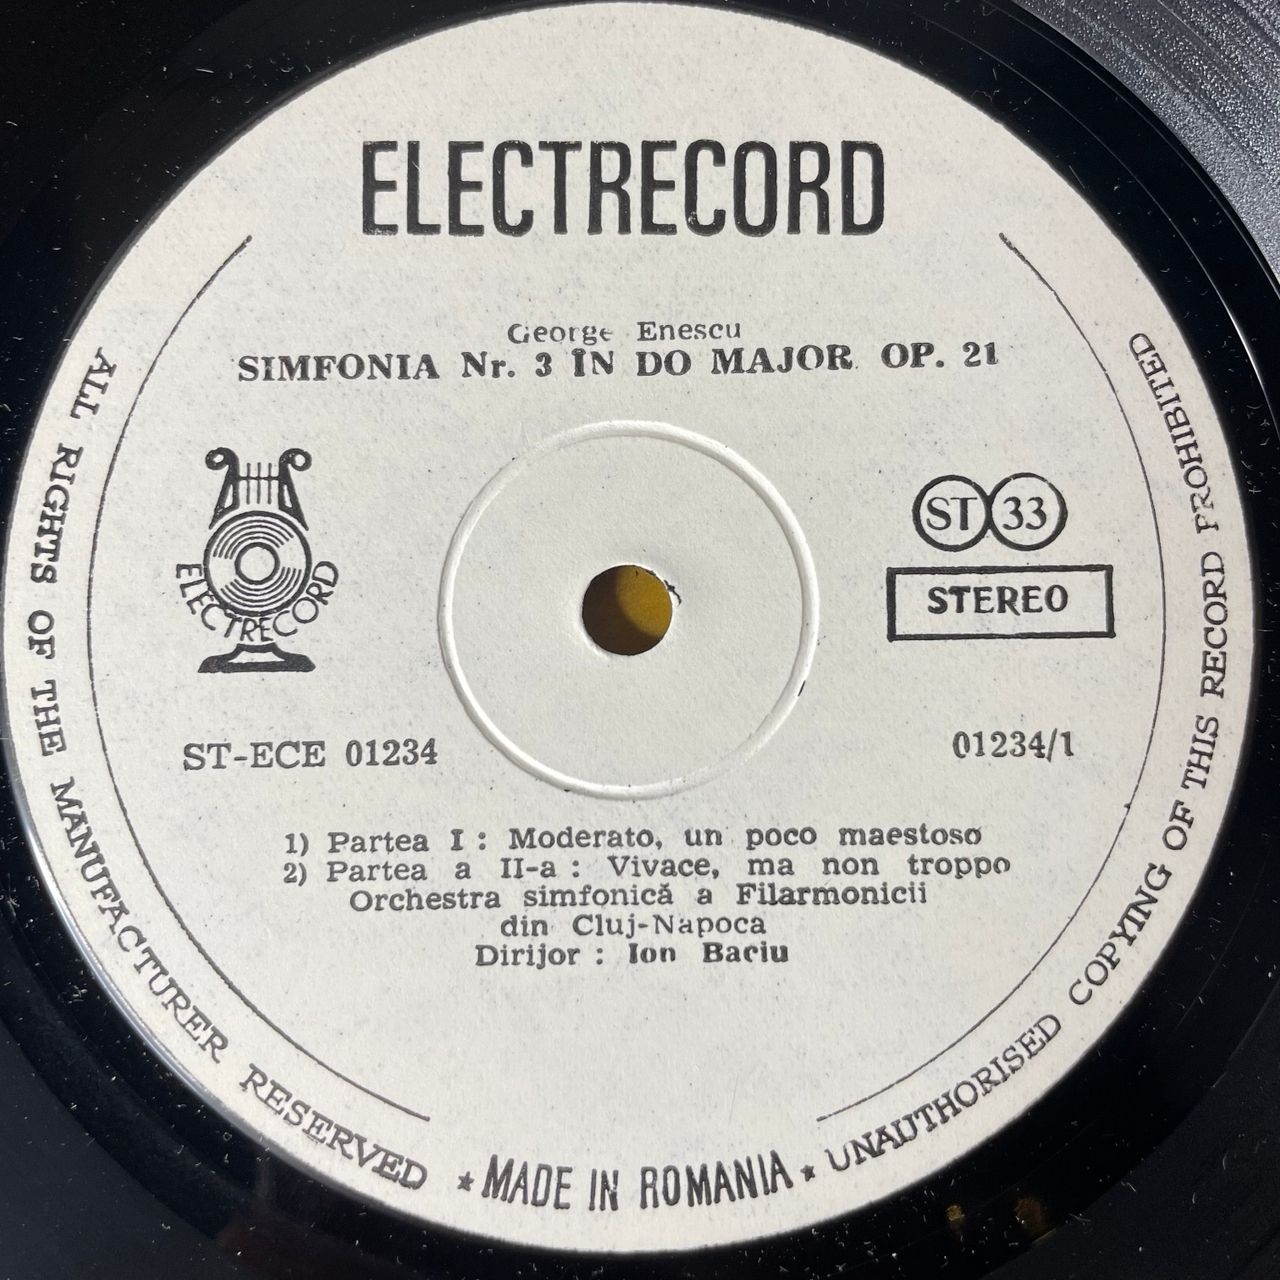 ELECTRECORD
George Enescu
SIMFONIA Nr. 3 ÎN DO MAJOR OP. 21
ELECTRECORD
ST 33
STEREO
ST-ECE 01234
01234/1
1) Partea I : Moderato, un poco maestoso
2) Partea a II-a : Vivace, ma non troppo
Orchestra simfonică a Filarmonicii
din Cluj-Napoca
Dirijor : Ion Baciu
ALL RIGHTS OF THE MANUFACTURER RESERVED * MADE IN ROMANIA * UNAUTHORISED COPYING OF THIS RECORD PROHIBITED